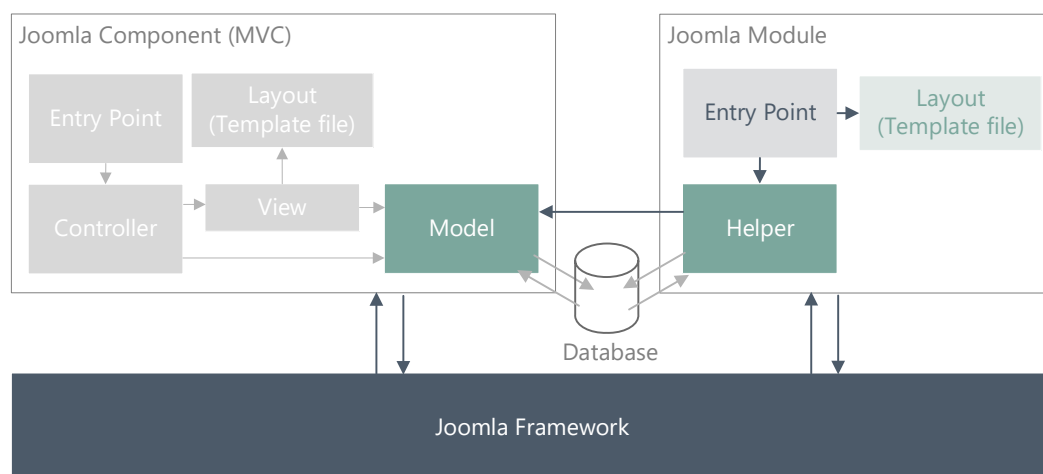 Joomla Component (MVC)
Entry Point
Layout
(Template file)
Controller
View
Model
Joomla Module
Entry Point
Layout
(Template file)
Helper
Database
Joomla Framework